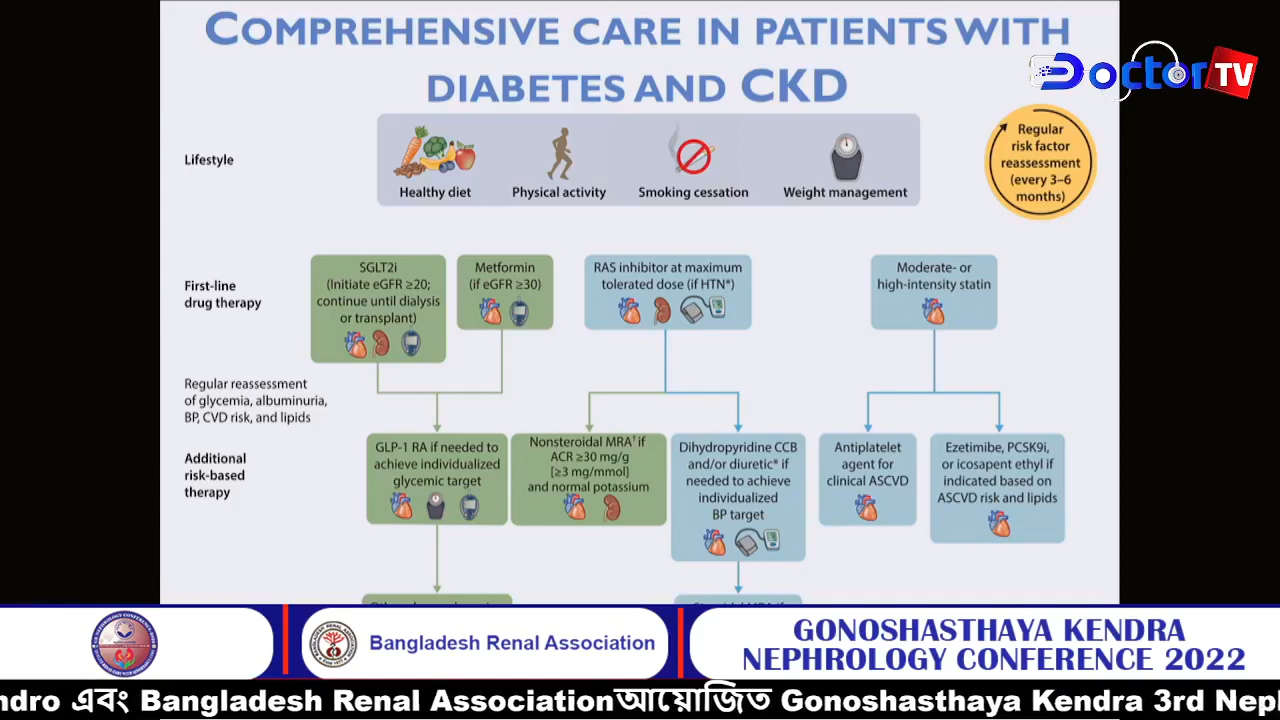 COMPREHENSIVE CARE IN PATIENTS WITH
DIABETES AND CKD
Doctor TV
Lifestyle
Healthy diet
Physical activity
Smoking cessation
Weight management
Regular
risk factor
reassessment
(every 3–6
months)
First-line
drug therapy
SGLT2i
(Initiate eGFR ≥20;
continue until dialysis
or transplant)
Metformin
(if eGFR ≥30)
RAS inhibitor at maximum
tolerated dose (if HTN*)
Moderate- or
high-intensity statin
Regular reassessment
of glycemia, albuminuria,
BP, CVD risk, and lipids
Additional
risk-based
therapy
GLP-1 RA if needed to
achieve individualized
glycemic target
Nonsteroidal MRA† if
ACR ≥30 mg/g
[≥3 mg/mmol]
and normal potassium
Dihydropyridine CCB
and/or diuretic* if
needed to achieve
individualized
BP target
Antiplatelet
agent for
clinical ASCVD
Ezetimibe, PCSK9i,
or icosapent ethyl if
indicated based on
ASCVD risk and lipids
Bangladesh Renal Association
GONOSHASTHAYA KENDRA
NEPHROLOGY CONFERENCE 2022
ndro এবং Bangladesh Renal Associationআয়োজিত Gonoshasthaya Kendra 3rd Neph